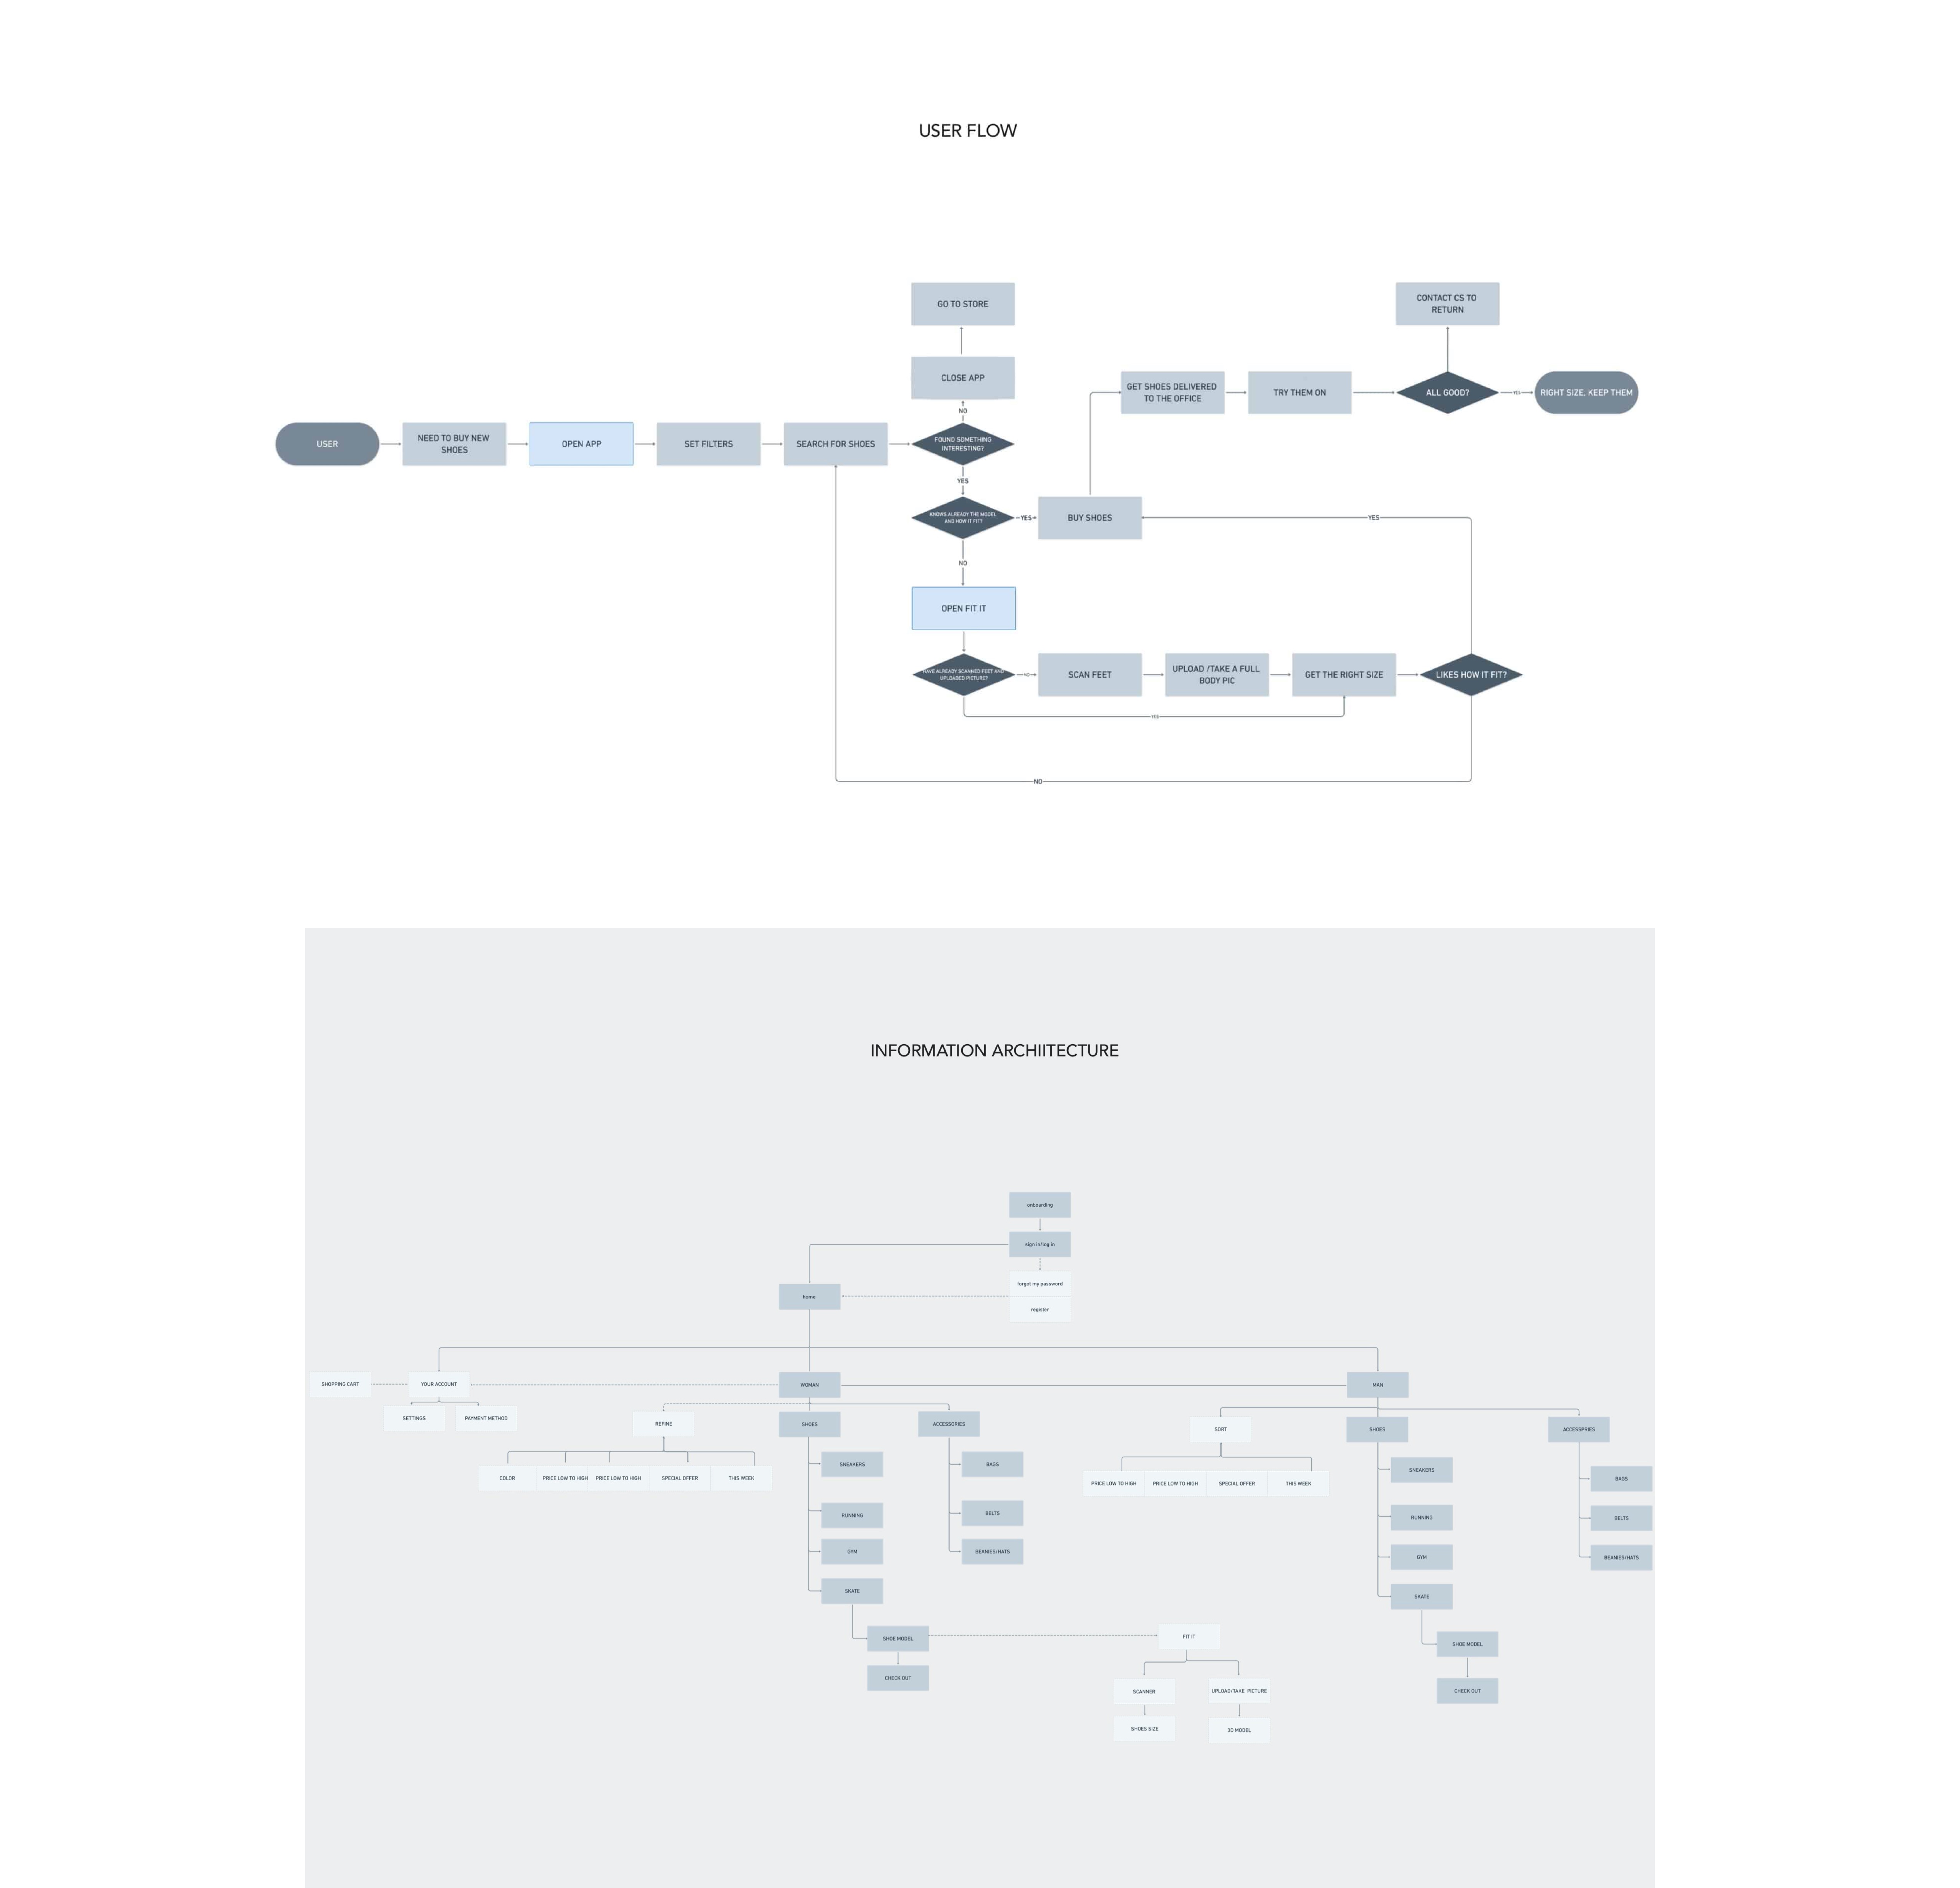 USER FLOW
GO TO STORE
CONTACT CS TO
RETURN
CLOSE APP
GET SHOES DELIVERED
TO THE OFFICE
TRY THEM ON
ALL GOOD?
YES
RIGHT SIZE, KEEP THEM
NO
USER
NEED TO BUY NEW
SHOES
OPEN APP
SET FILTERS
SEARCH FOR SHOES
FOUND SOMETHING
INTERESTING?
YES
KNOWS ALREADY THE MODEL
AND HOW IT FIT?
YES
BUY SHOES
YES
NO
OPEN FIT IT
HAVE ALREADY SCANNED FEET AND
UPLOADED PICTURE?
NO
SCAN FEET
UPLOAD /TAKE A FULL
BODY PIC
GET THE RIGHT SIZE
LIKES HOW IT FIT?
YES
NO
INFORMATION ARCHIITECTURE
onboarding
sign in/log in
forgot my password
home
register
SHOPPING CART
YOUR ACCOUNT
WOMAN
MAN
SETTINGS
PAYMENT METHOD
REFINE
SHOES
ACCESSORIES
SORT
SHOES
ACCESSPRIES
COLOR
PRICE LOW TO HIGH
PRICE LOW TO HIGH
SPECIAL OFFER
THIS WEEK
SNEAKERS
BAGS
PRICE LOW TO HIGH
PRICE LOW TO HIGH
SPECIAL OFFER
THIS WEEK
SNEAKERS
BAGS
RUNNING
BELTS
RUNNING
BELTS
GYM
BEANIES/HATS
GYM
BEANIES/HATS
SKATE
SKATE
SHOE MODEL
FIT IT
SHOE MODEL
CHECK OUT
SCANNER
UPLOAD/TAKE PICTURE
CHECK OUT
SHOES SIZE
3D MODEL